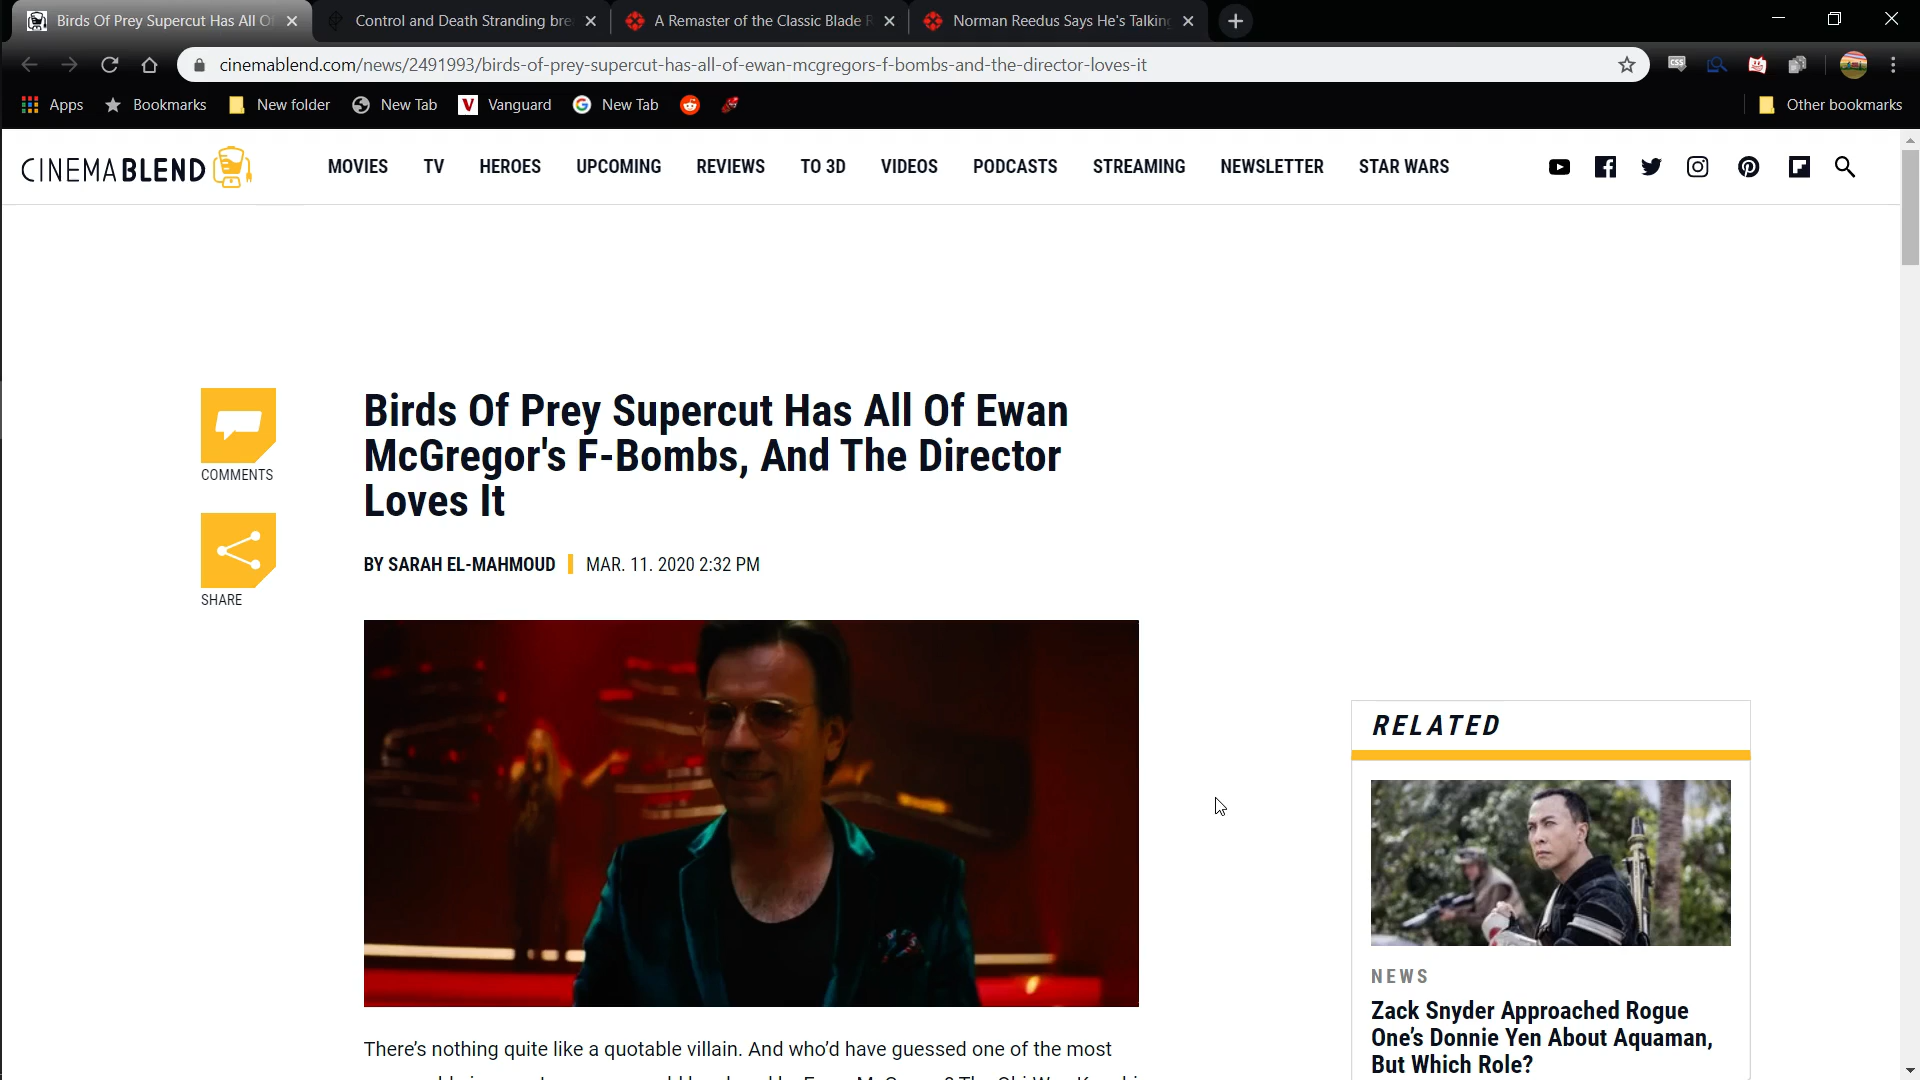 Birds Of Prey Supercut Has All Of
Control and Death Stranding bre
A Remaster of the Classic Blade R
Norman Reedus Says He's Talking
cinemablend.com/news/2491993/birds-of-prey-supercut-has-all-of-ewan-mcgregors-f-bombs-and-the-director-loves-it
CSS
Apps
Bookmarks
New folder
New Tab
V Vanguard
G New Tab
Other bookmarks
CINEMABLEND
MOVIES
TV
HEROES
UPCOMING
REVIEWS
TO 3D
VIDEOS
PODCASTS
STREAMING
NEWSLETTER
STAR WARS
COMMENTS
SHARE
Birds Of Prey Supercut Has All Of Ewan
McGregor's F-Bombs, And The Director
Loves It
BY SARAH EL-MAHMOUD
MAR. 11. 2020 2:32 PM
There's nothing quite like a quotable villain. And who'd have guessed one of the most
RELATED
NEWS
Zack Snyder Approached Rogue
One's Donnie Yen About Aquaman,
But Which Role?